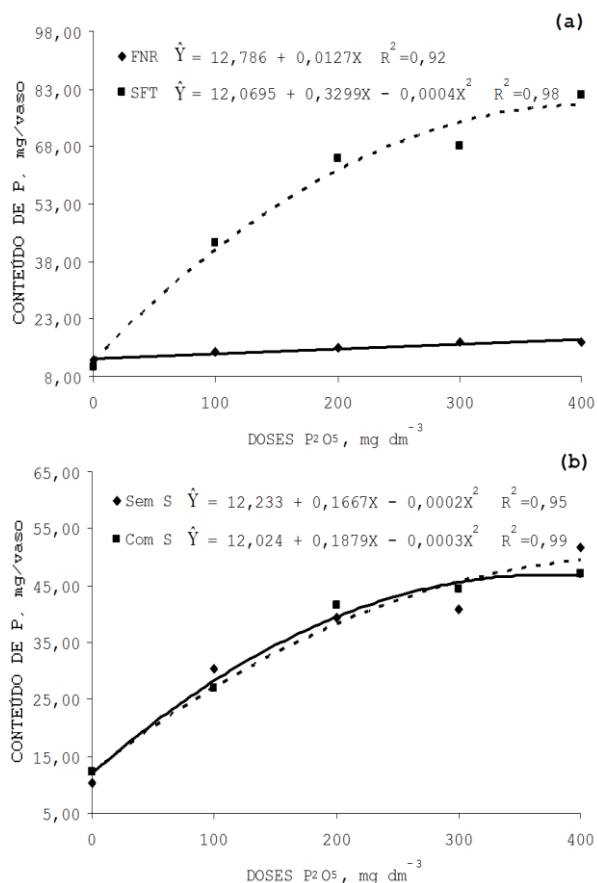 (a)
98,00
83,00
68,00
53,00
38,00
23,00
8,00
CONTEÚDO DE P, mg/vaso
FNR Ŷ = 12,786 + 0,0127X R²=0,92
SFT Ŷ = 12,0695 + 0,3299X − 0,0004X² R²=0,98
0 100 200 300 400
DOSES P²O⁵, mg dm⁻³
(b)
65,00
55,00
45,00
35,00
25,00
15,00
5,00
CONTEÚDO DE P, mg/vaso
Sem S Ŷ = 12,233 + 0,1667X − 0,0002X² R²=0,95
Com S Ŷ = 12,024 + 0,1879X − 0,0003X² R²=0,99
0 100 200 300 400
DOSES P²O⁵, mg dm⁻³